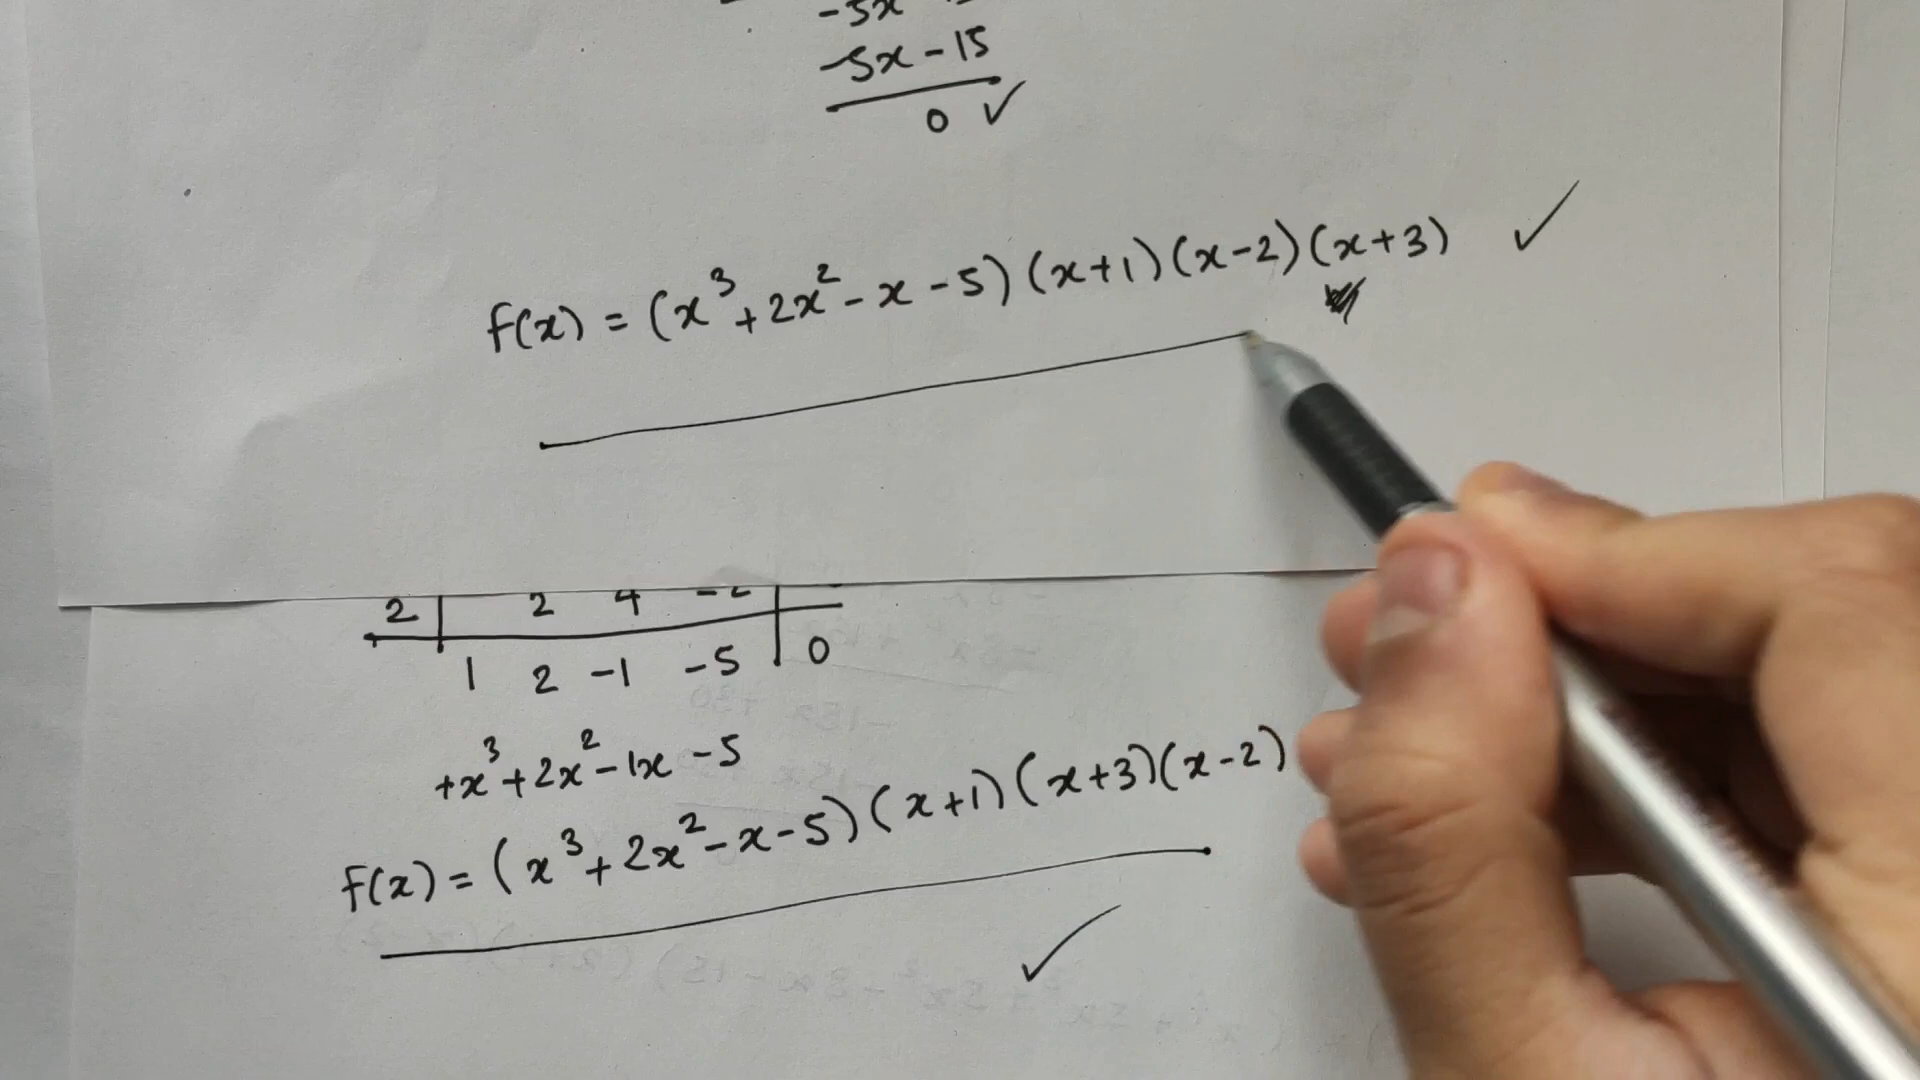 -5x
-5x - 15
0 ✓
f(x) = (x³ + 2x² - x - 5)(x+1)(x-2)(x+3) ✓
2 | 2 4 -2 |
1 2 -1 -5 | 0
+x³ + 2x² - 1x - 5
f(x) = (x³ + 2x² - x - 5)(x+1)(x+3)(x-2)
✓